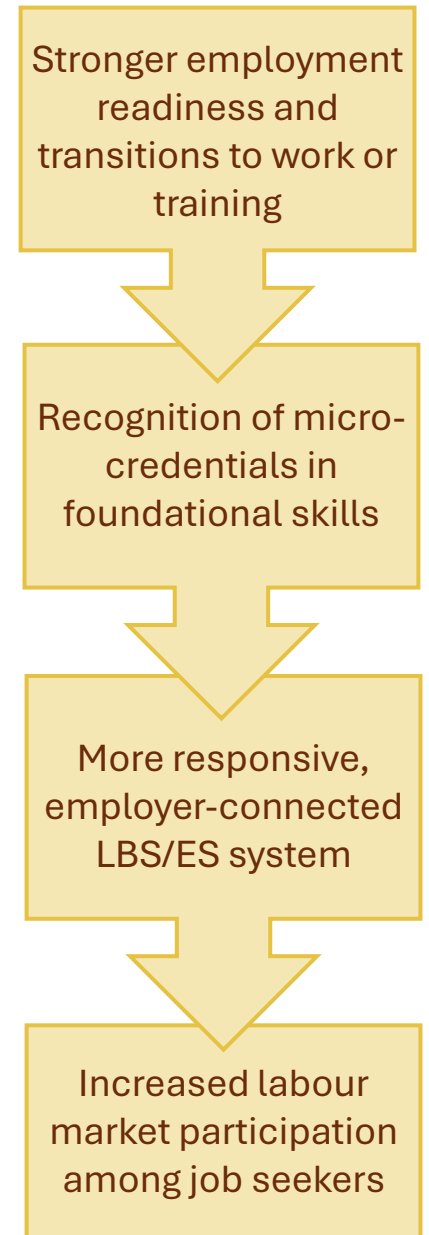 Stronger employment
readiness and
transitions to work or
training
Recognition of micro-
credentials in
foundational skills
More responsive,
employer-connected
LBS/ES system
Increased labour
market participation
among job seekers